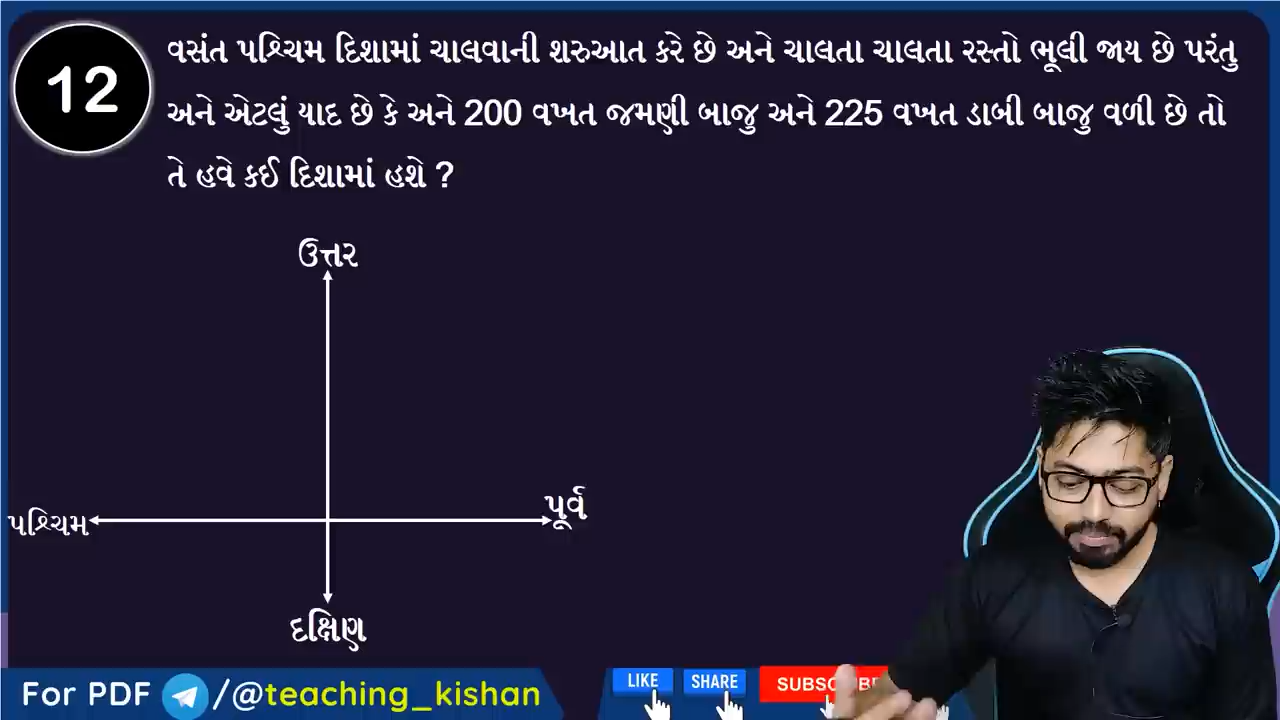 12
વસંત પશ્ચિમ દિશામાં ચાલવાની શરુઆત કરે છે અને ચાલતા ચાલતા રસ્તો ભૂલી જાય છે પરંતુ
અને એટલું યાદ છે કે અને 200 વખત જમણી બાજુ અને 225 વખત ડાબી બાજુ વળી છે તો
તે હવે કઈ દિશામાં હશે ?
ઉત્તર
પૂર્વ
પશ્ચિમ
દક્ષિણ
For PDF /@teaching_kishan
LIKE SHARE